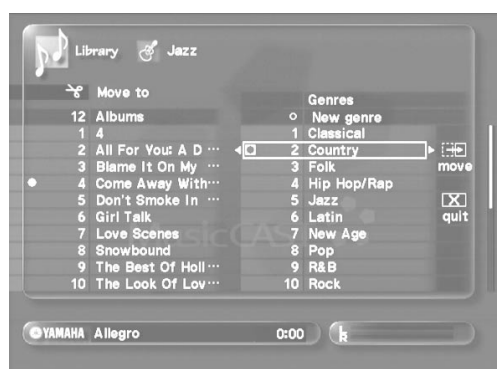 Library Jazz
Move to
Genres
12 Albums
New genre
1 4
1 Classical
2 All For You: A D ···
2 Country
3 Blame It On My ···
3 Folk
move
4 Come Away With···
4 Hip Hop/Rap
5 Don't Smoke In ···
5 Jazz
X
6 Girl Talk
6 Latin
quit
7 Love Scenes
7 New Age
8 Snowbound
8 Pop
9 The Best Of Holl···
9 R&B
10 The Look Of Lov···
10 Rock
YAMAHA Allegro 0:00